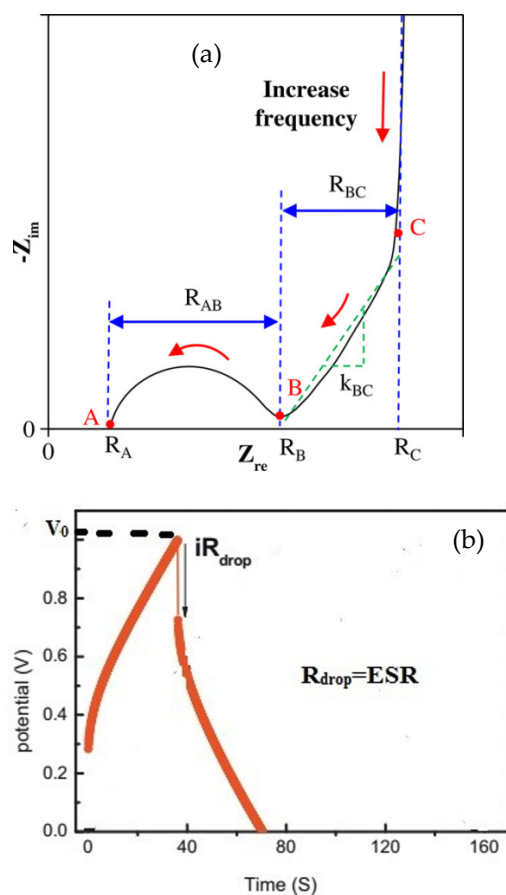 (a)
Increase
frequency
R_BC
C
-Z_im
R_AB
B
k_BC
A
0
0
R_A
Z_re
R_B
R_C
(b)
V_0
iR_drop
0.8
0.6
R_drop=ESR
0.4
0.2
0.0
potential (V)
0
40
80
120
160
Time (S)